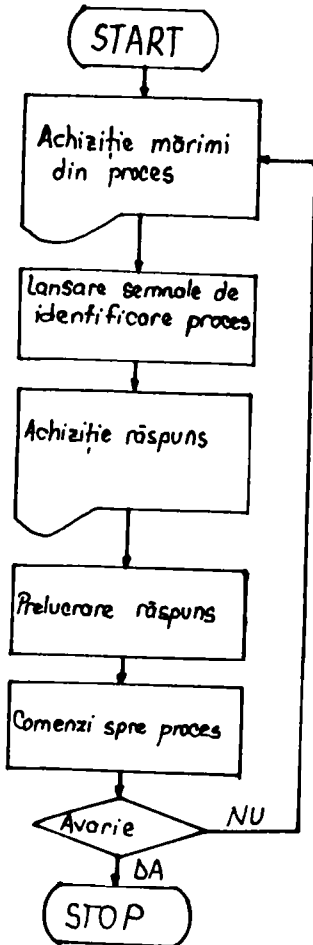 START
Achiziție mărimi
din proces
Lansare semnale de
identificare proces
Achiziție răspuns
Prelucrare răspuns
Comenzi spre proces
Avarie
NU
DA
STOP